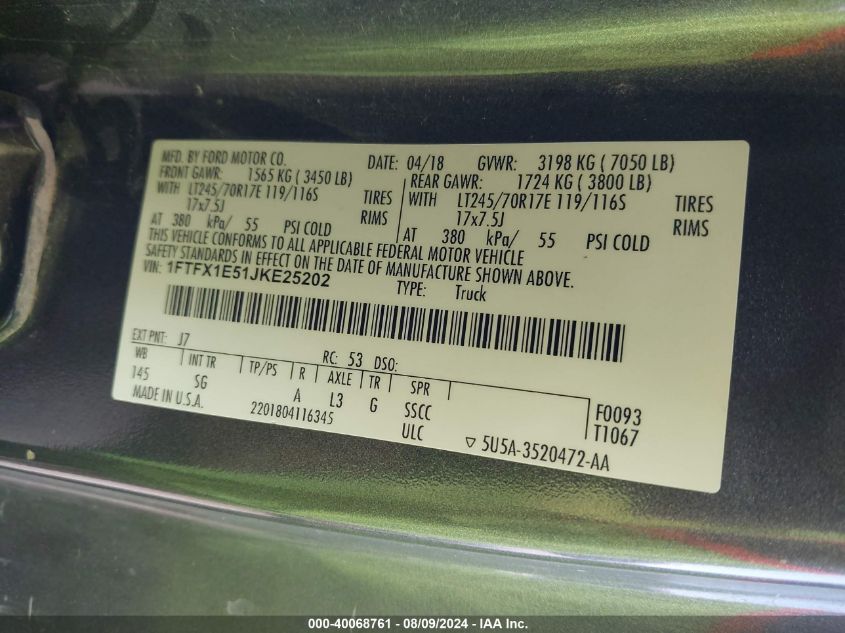 MFD. BY FORD MOTOR CO. DATE: 04/18 GVWR: 3198 KG ( 7050 LB)
FRONT GAWR: 1565 KG ( 3450 LB) REAR GAWR: 1724 KG ( 3800 LB)
WITH LT245/70R17E 119/116S TIRES WITH LT245/70R17E 119/116S TIRES
17x7.5J RIMS 17x7.5J RIMS
AT 380 kPa/ 55 PSI COLD AT 380 kPa/ 55 PSI COLD
THIS VEHICLE CONFORMS TO ALL APPLICABLE FEDERAL MOTOR VEHICLE
SAFETY STANDARDS IN EFFECT ON THE DATE OF MANUFACTURE SHOWN ABOVE.
VIN: 1FTFX1E51JKE25202 TYPE: Truck
EXT PNT: J7 RC: 53 DSO:
WB INT TR TP/PS R AXLE TR SPR
145 SG A L3 G SSCC F0093
MADE IN U.S.A. 2201804116345 ULC T1067
▽ 5U5A-3520472-AA
000-40068761 - 08/09/2024 - IAA Inc.